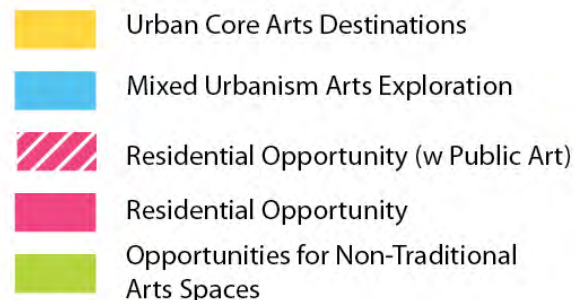 Urban Core Arts Destinations
Mixed Urbanism Arts Exploration
Residential Opportunity (w Public Art)
Residential Opportunity
Opportunities for Non-Traditional
Arts Spaces